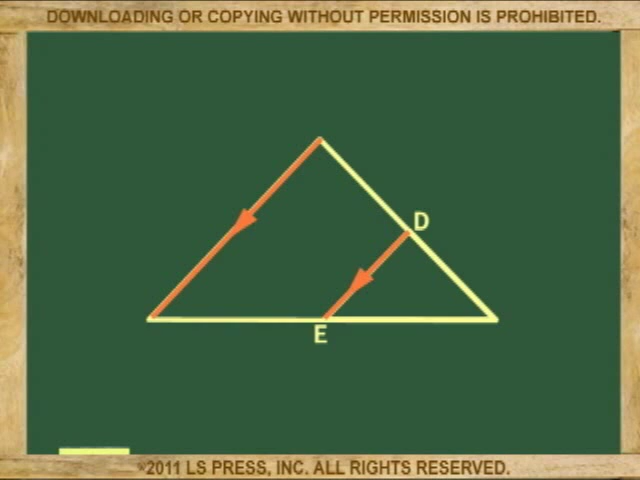 DOWNLOADING OR COPYING WITHOUT PERMISSION IS PROHIBITED.
D
E
©2011 LS PRESS, INC. ALL RIGHTS RESERVED.